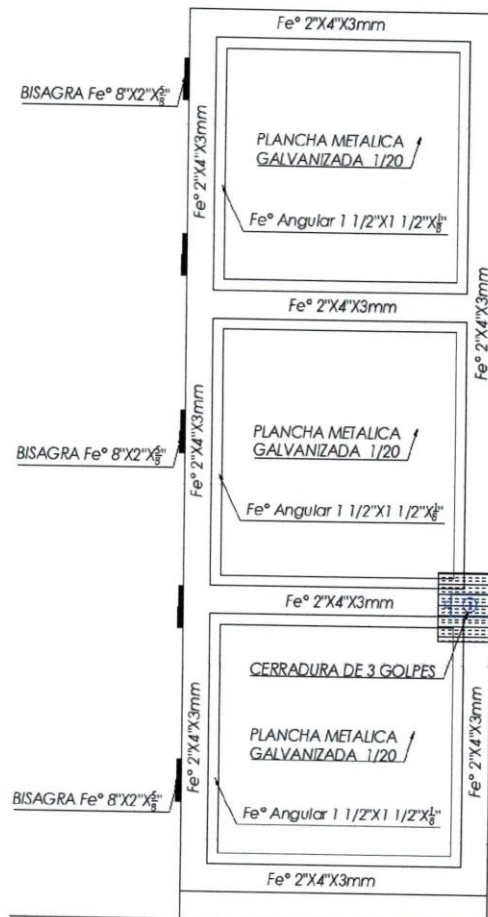 Fe° 2"X4"X3mm
BISAGRA Fe° 8"X2"X5/8"
Fe° 2"X4"X3mm
PLANCHA METALICA
GALVANIZADA 1/20
Fe° Angular 1 1/2"X1 1/2"X1/8"
Fe° 2"X4"X3mm
Fe° 2"X4"X3mm
Fe° 2"X4"X3mm
PLANCHA METALICA
GALVANIZADA 1/20
BISAGRA Fe° 8"X2"X5/8"
Fe° Angular 1 1/2"X1 1/2"X1/8"
Fe° 2"X4"X3mm
CERRADURA DE 3 GOLPES
Fe° 2"X4"X3mm
PLANCHA METALICA
GALVANIZADA 1/20
Fe° 2"X4"X3mm
BISAGRA Fe° 8"X2"X5/8"
Fe° Angular 1 1/2"X1 1/2"X1/8"
Fe° 2"X4"X3mm